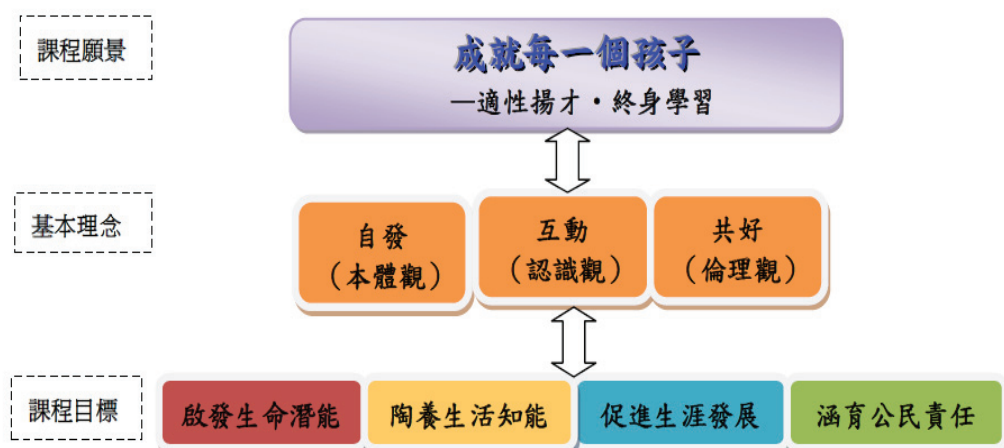 課程願景
成就每一個孩子
—適性揚才‧終身學習
基本理念
自發
（本體觀）
互動
（認識觀）
共好
（倫理觀）
課程目標
啟發生命潛能
陶養生活知能
促進生涯發展
涵育公民責任